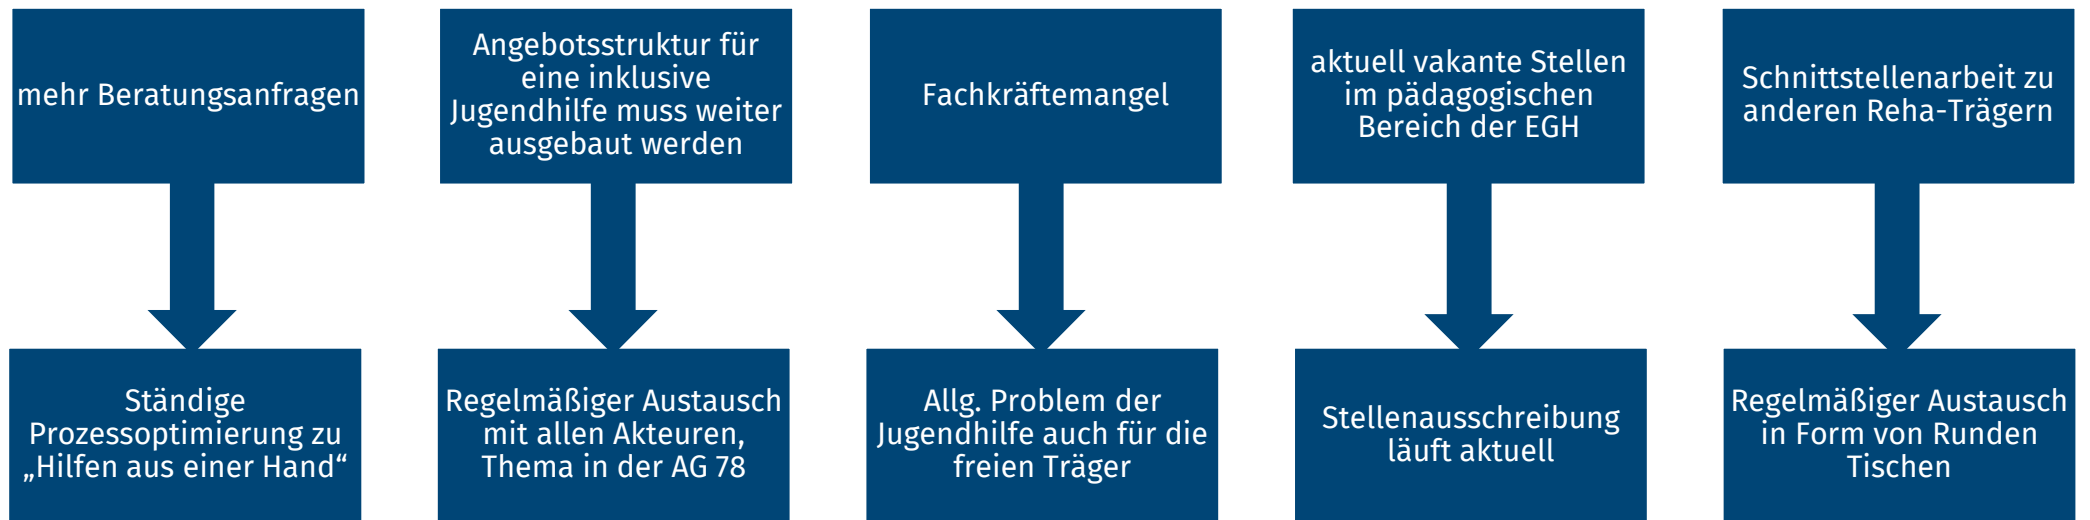 mehr Beratungsanfragen
Angebotsstruktur für
eine inklusive
Jugendhilfe muss weiter
ausgebaut werden
Fachkräftemangel
aktuell vakante Stellen
im pädagogischen
Bereich der EGH
Schnittstellenarbeit zu
anderen Reha-Trägern
Ständige
Prozessoptimierung zu
„Hilfen aus einer Hand“
Regelmäßiger Austausch
mit allen Akteuren,
Thema in der AG 78
Allg. Problem der
Jugendhilfe auch für die
freien Träger
Stellenausschreibung
läuft aktuell
Regelmäßiger Austausch
in Form von Runden
Tischen